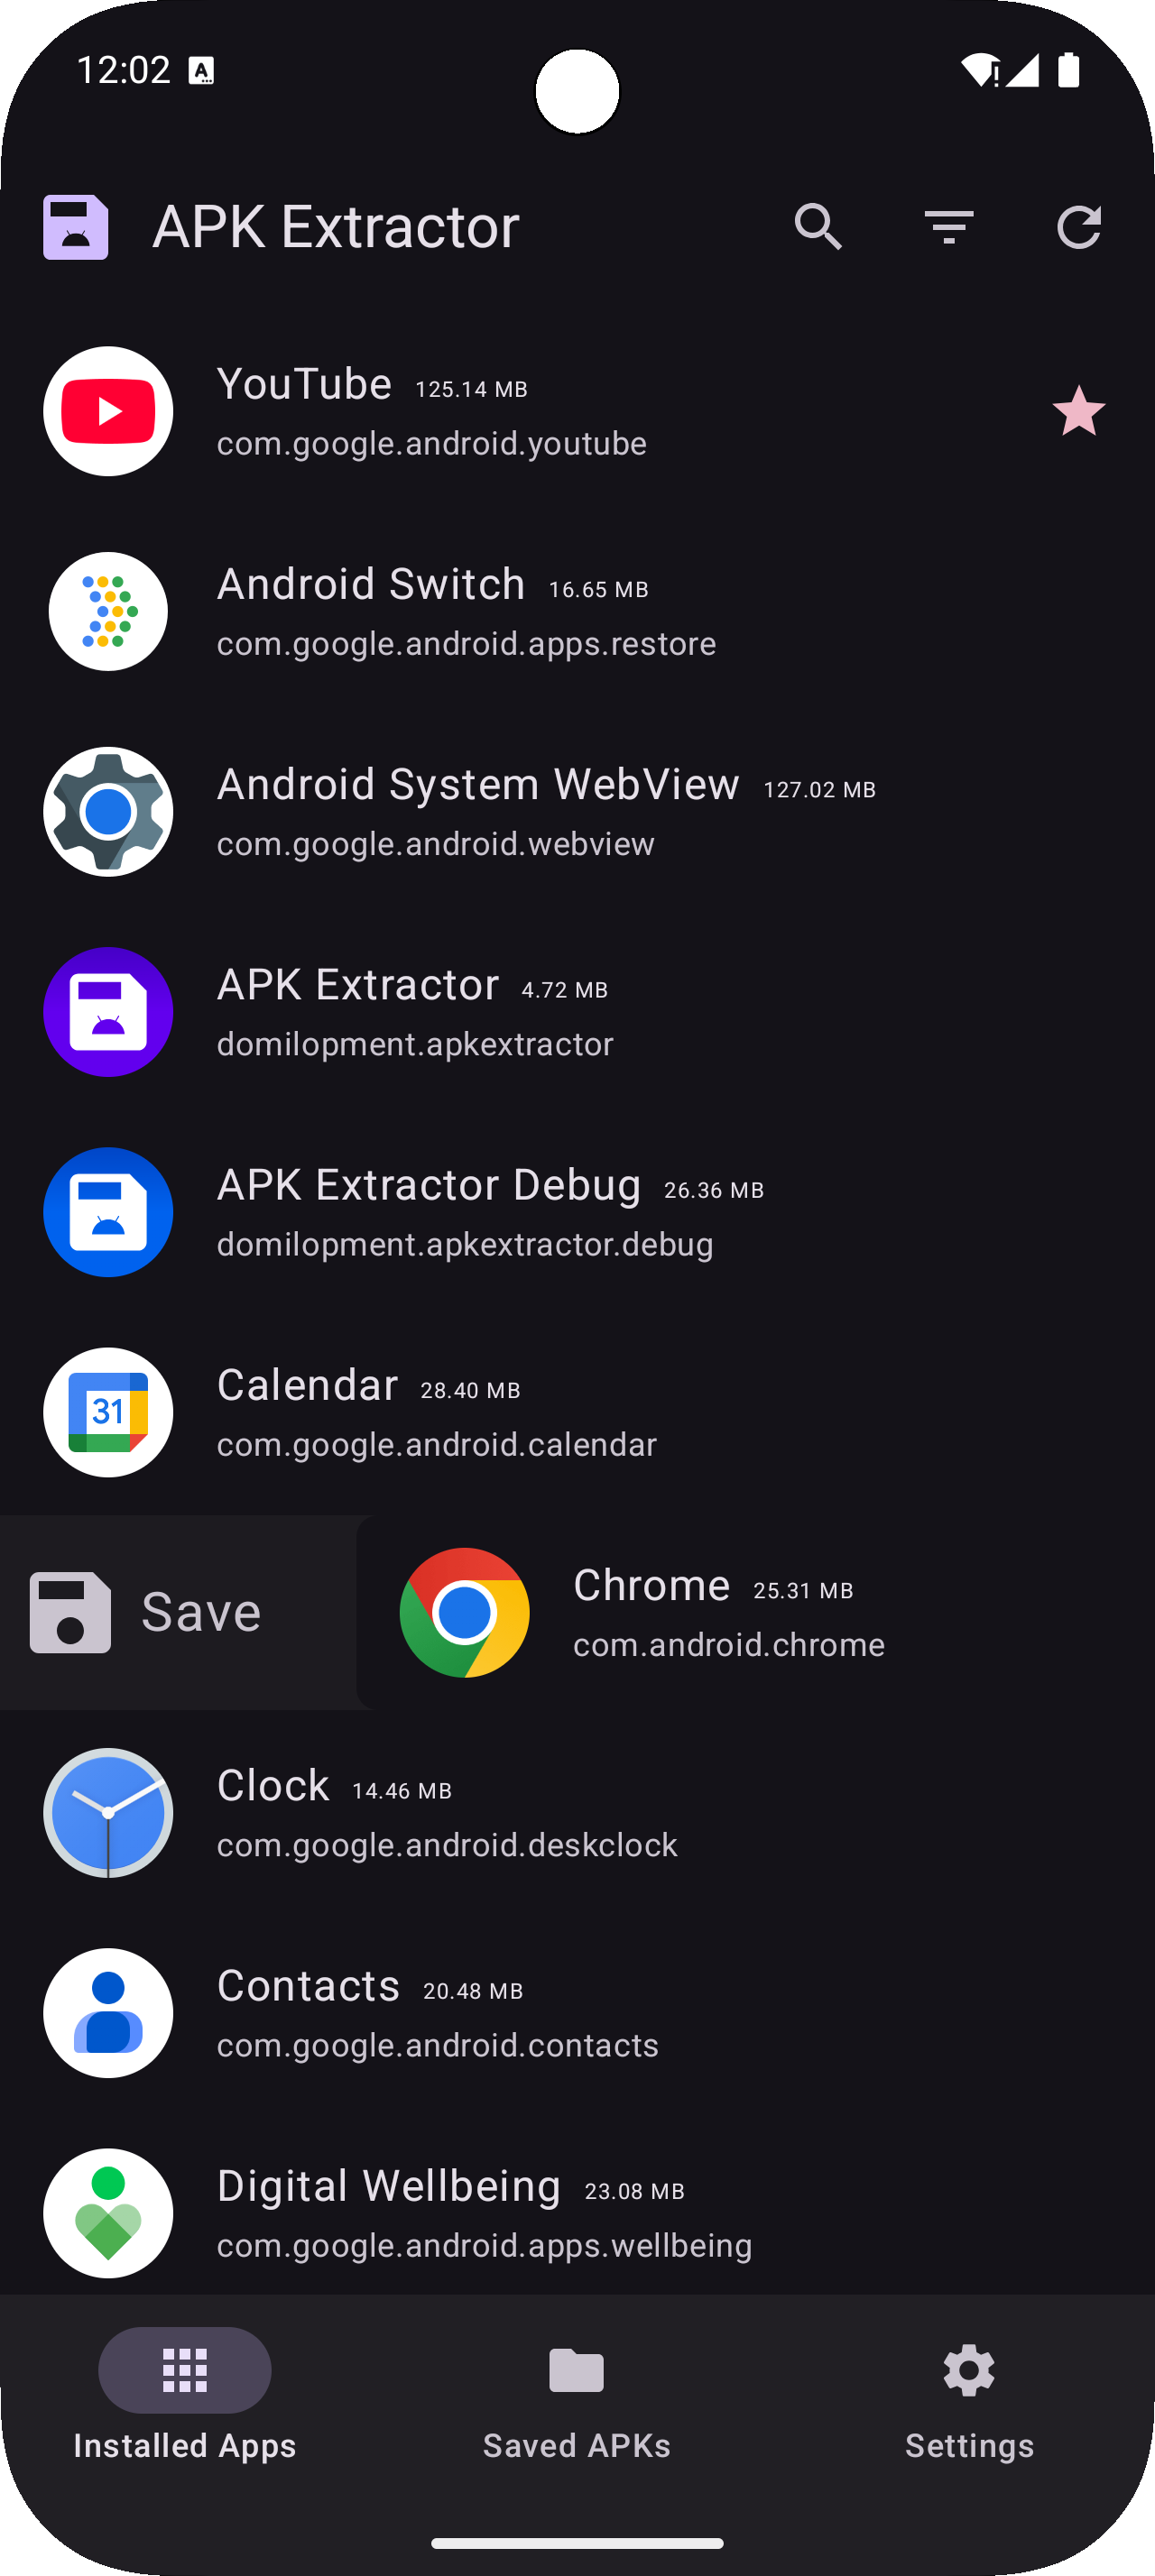 12:02
APK Extractor
YouTube 125.14 MB
com.google.android.youtube
Android Switch 16.65 MB
com.google.android.apps.restore
Android System WebView 127.02 MB
com.google.android.webview
APK Extractor 4.72 MB
domilopment.apkextractor
APK Extractor Debug 26.36 MB
domilopment.apkextractor.debug
Calendar 28.40 MB
31
com.google.android.calendar
Save
Chrome 25.31 MB
com.android.chrome
Clock 14.46 MB
com.google.android.deskclock
Contacts 20.48 MB
com.google.android.contacts
Digital Wellbeing 23.08 MB
com.google.android.apps.wellbeing
Installed Apps
Saved APKs
Settings